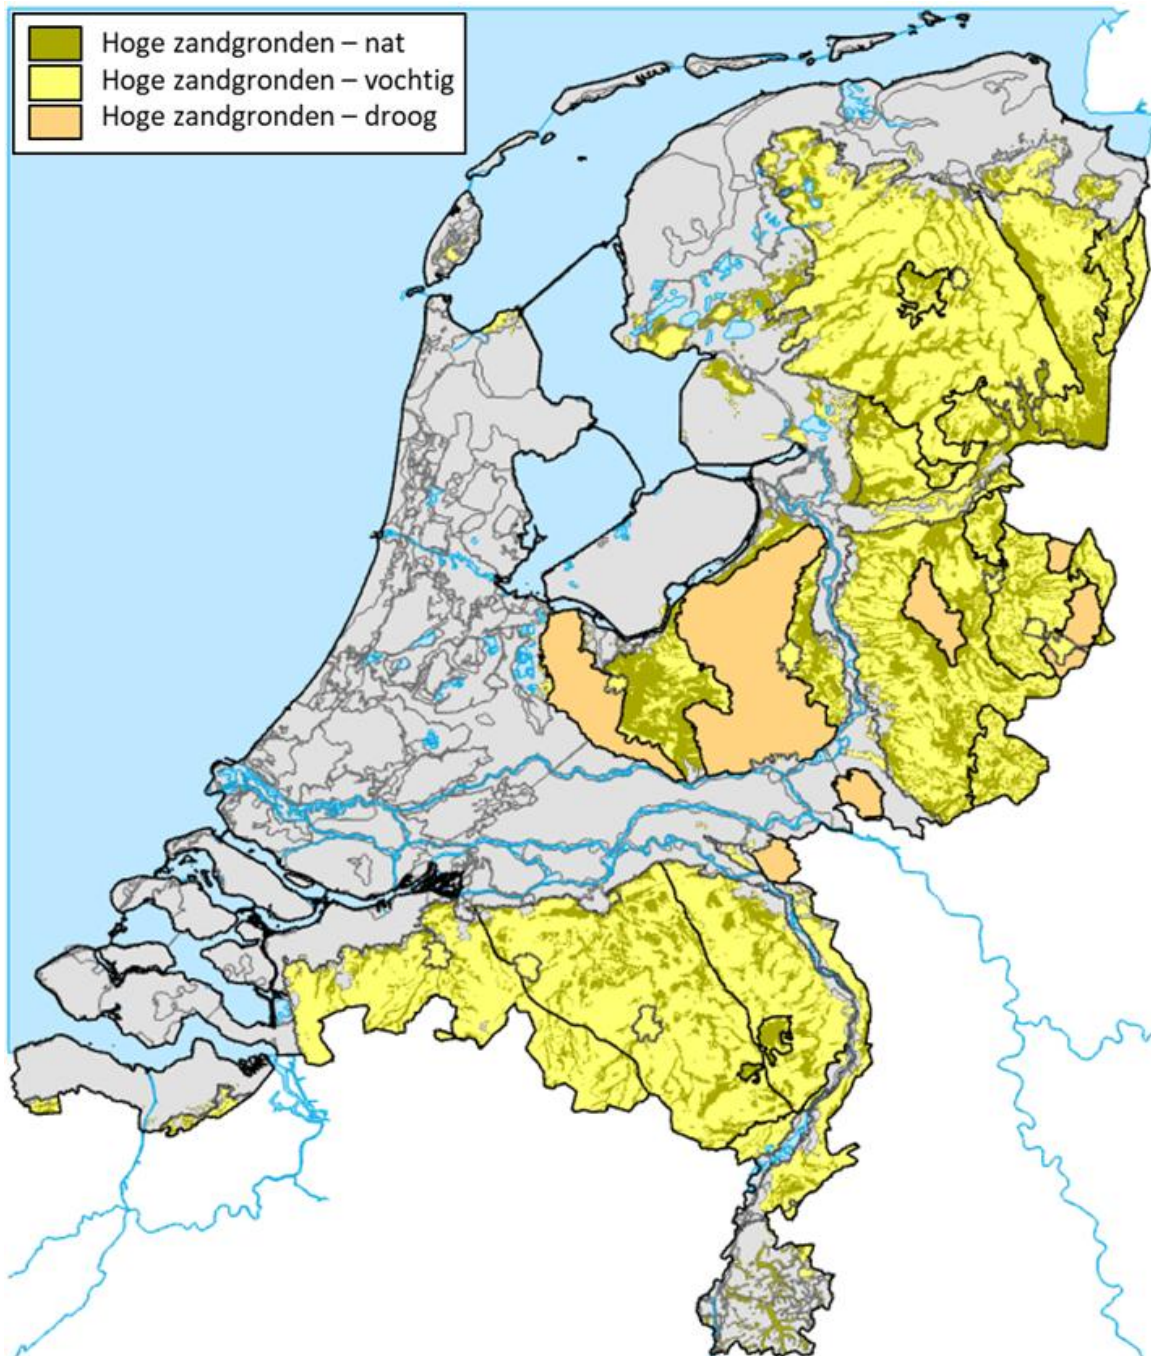 Hoge zandgronden – nat
Hoge zandgronden – vochtig
Hoge zandgronden – droog